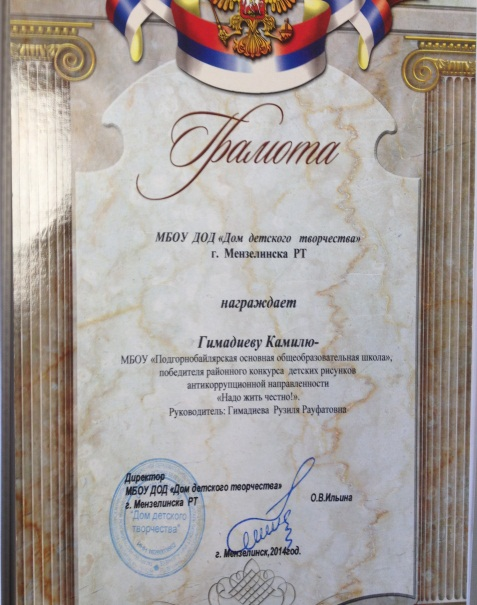 Грамота
МБОУ ДОД «Дом детского творчества»
г. Мензелинска РТ
награждает
Гимадиеву Камилю-
МБОУ «Подгорнобайлярская основная общеобразовательная школа»,
победителя районного конкурса детских рисунков
антикоррупционной направленности
«Надо жить честно!».
Руководитель: Гимадиева Рузиля Рауфатовна
Директор
МБОУ ДОД «Дом детского творчества»
г. Мензелинска РТ
О.В.Ильина
"Дом детского
творчества"
г. Мензелинск,2014год.